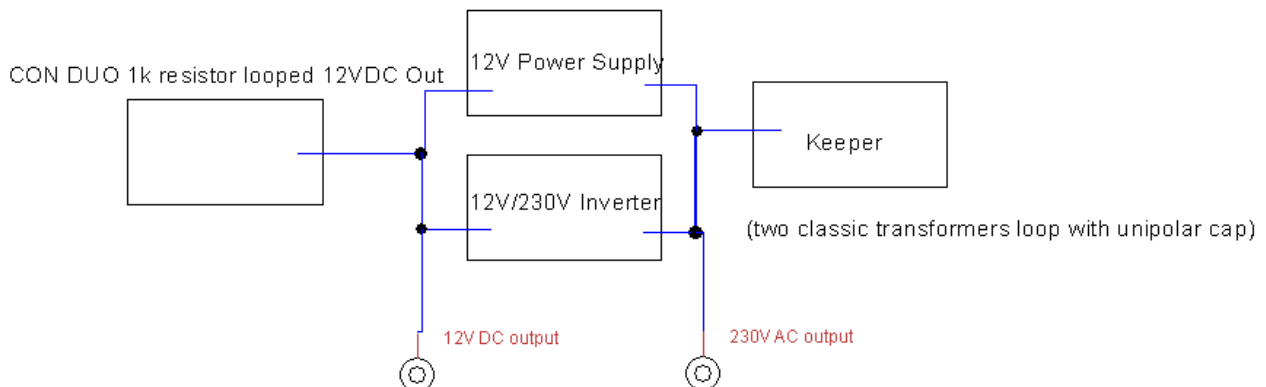 12V Power Supply
CON DUO 1k resistor looped 12VDC Out
Keeper
12V/230V Inverter
(two classic transformers loop with unipolar cap)
12V DC output
230V AC output